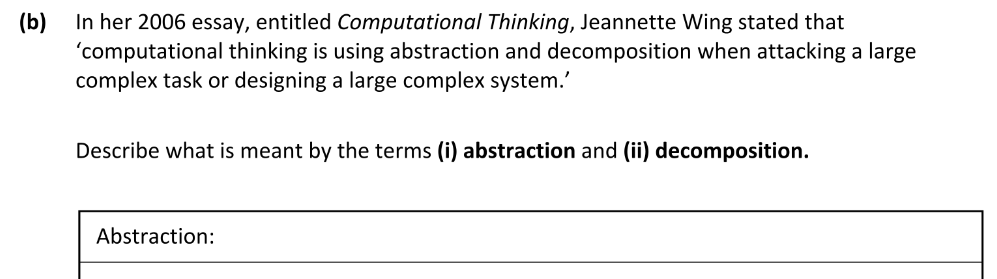 (b) In her 2006 essay, entitled Computational Thinking, Jeannette Wing stated that
‘computational thinking is using abstraction and decomposition when attacking a large
complex task or designing a large complex system.’
Describe what is meant by the terms (i) abstraction and (ii) decomposition.
Abstraction: